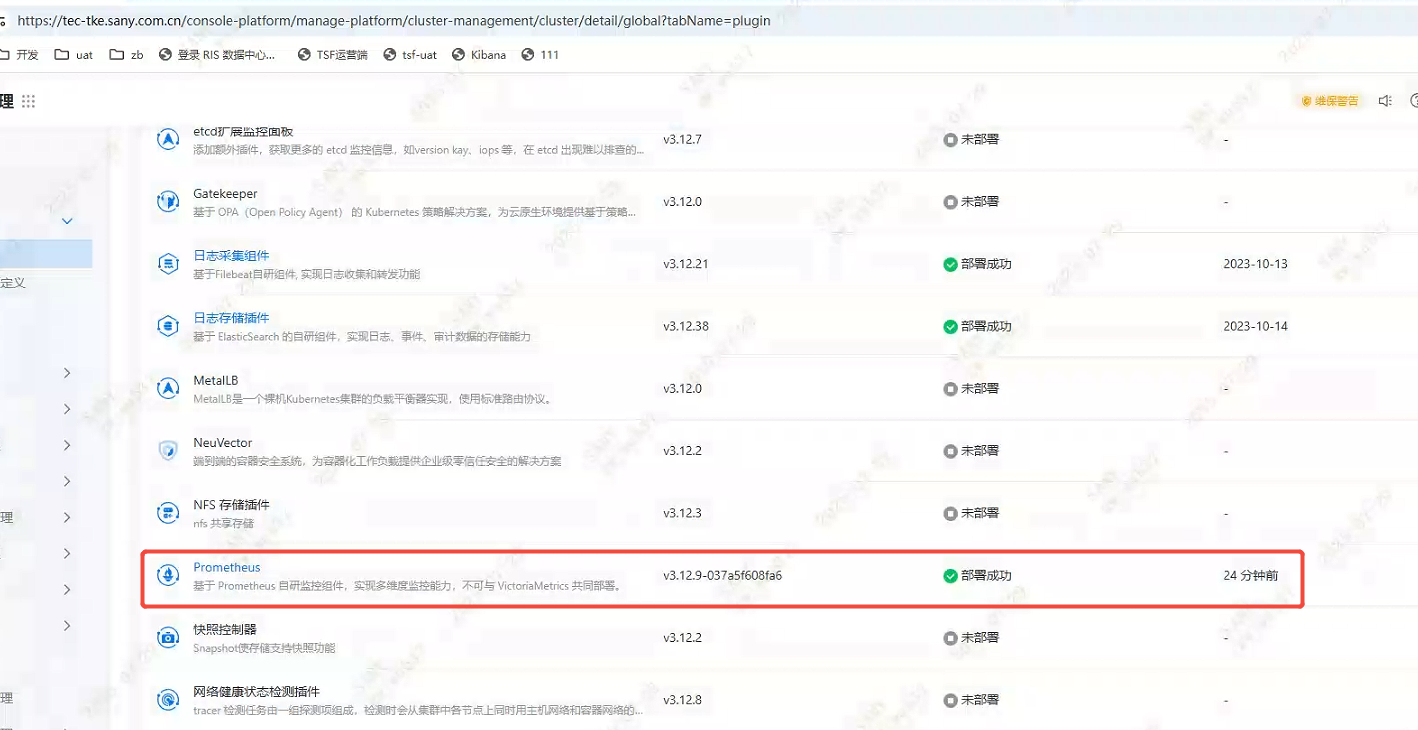 https://tec-tke.sany.com.cn/console-platform/manage-platform/cluster-management/cluster/detail/global?tabName=plugin
开发 uat zb 登录 RIS 数据中心... TSF运营端 tsf-uat Kibana 111
理 维保警告
etcd扩展监控面板
添加额外插件，获取更多的 etcd 监控信息，如version kay、iops 等，在 etcd 出现难以排查的...
v3.12.7 未部署 -
Gatekeeper
基于 OPA（Open Policy Agent） 的 Kubernetes 策略解决方案，为云原生环境提供基于策略...
v3.12.0 未部署 -
日志采集组件
基于Filebeat自研组件, 实现日志收集和转发功能
v3.12.21 部署成功 2023-10-13
定义
日志存储插件
基于 ElasticSearch 的自研组件，实现日志、事件、审计数据的存储能力
v3.12.38 部署成功 2023-10-14
MetalLB
MetalLB是一个裸机Kubernetes集群的负载平衡器实现，使用标准路由协议。
v3.12.0 未部署 -
NeuVector
端到端的容器安全系统，为容器化工作负载提供企业级零信任安全的解决方案
v3.12.2 未部署 -
NFS 存储插件
nfs 共享存储
v3.12.3 未部署 -
理
Prometheus
基于 Prometheus 自研监控组件，实现多维度监控能力，不可与 VictoriaMetrics 共同部署。
v3.12.9-037a5f608fa6 部署成功 24 分钟前
快照控制器
Snapshot使存储支持快照功能
v3.12.2 未部署 -
网络健康状态检测插件
tracer 检测任务由一组探测项组成，检测时会从集群中各节点上同时用主机网络和容器网络的...
v3.12.8 未部署 -
理